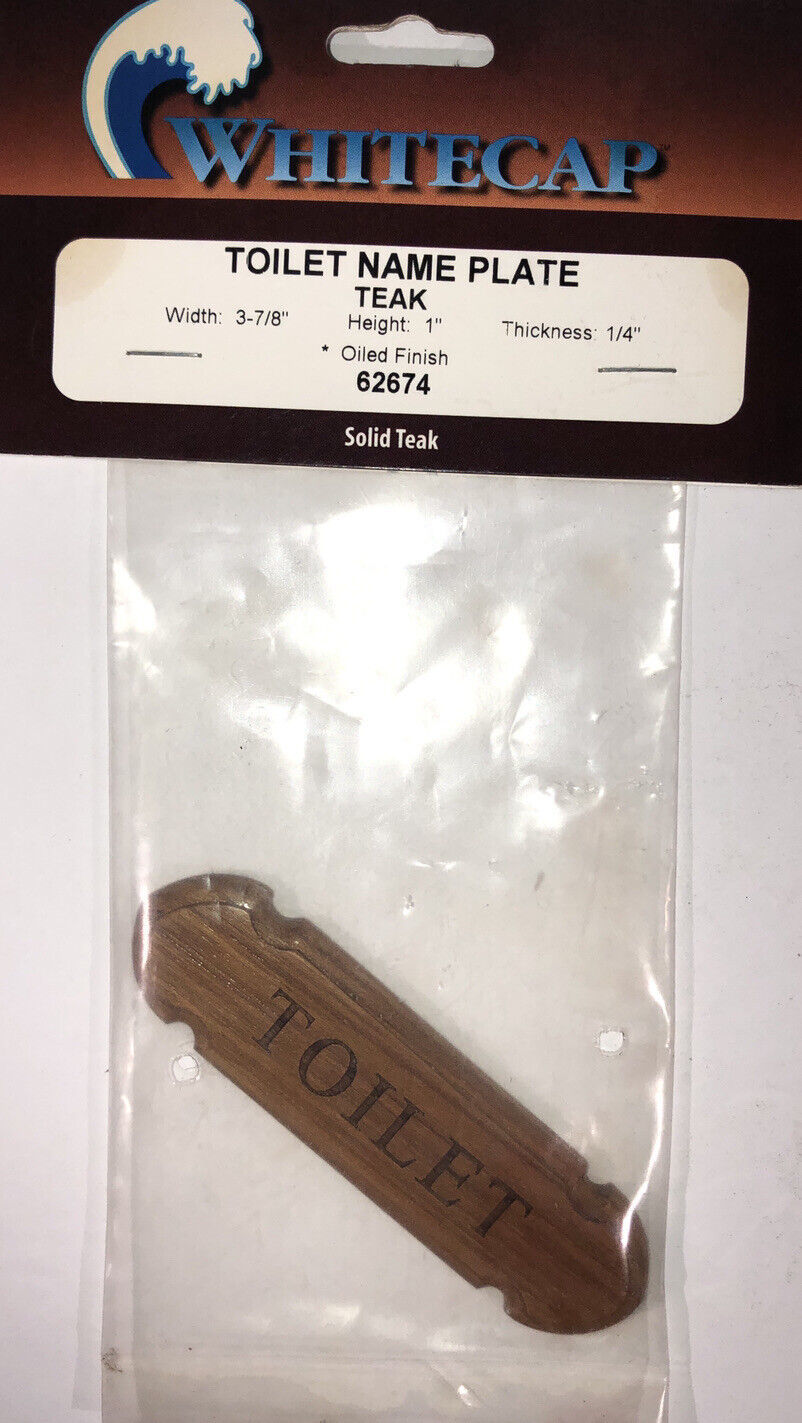 WHITECAP™
TOILET NAME PLATE
TEAK
Width: 3-7/8" Height: 1" Thickness: 1/4"
* Oiled Finish
62674
Solid Teak
TOILET